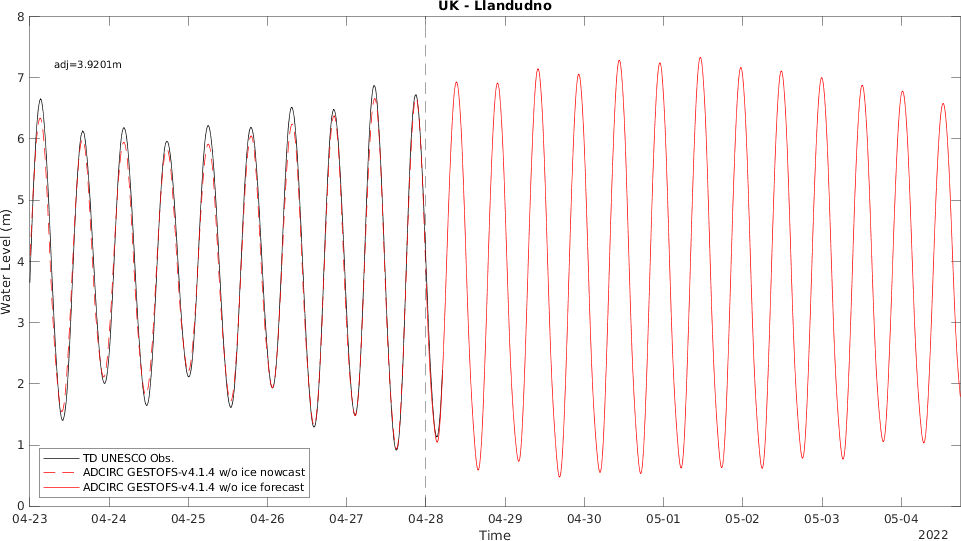 UK - Llandudno
8
7
6
5
4
3
2
1
0
Water Level (m)
adj=3.9201m
TD UNESCO Obs.
ADCIRC GESTOFS-v4.1.4 w/o ice nowcast
ADCIRC GESTOFS-v4.1.4 w/o ice forecast
04-23 04-24 04-25 04-26 04-27 04-28 04-29 04-30 05-01 05-02 05-03 05-04
Time
2022